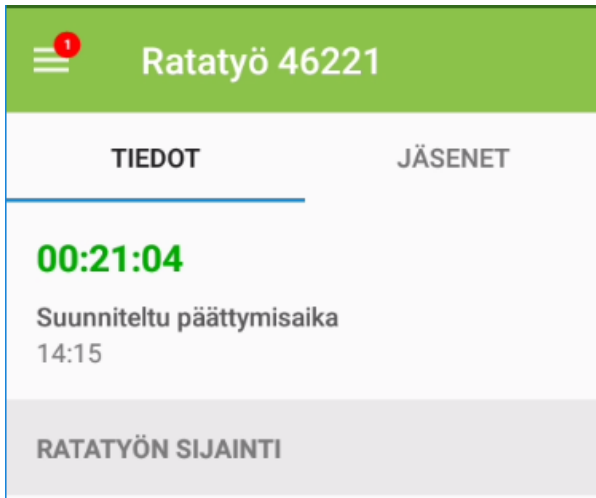 1
Ratatyö 46221
TIEDOT
JÄSENET
00:21:04
Suunniteltu päättymisaika
14:15
RATATYÖN SIJAINTI